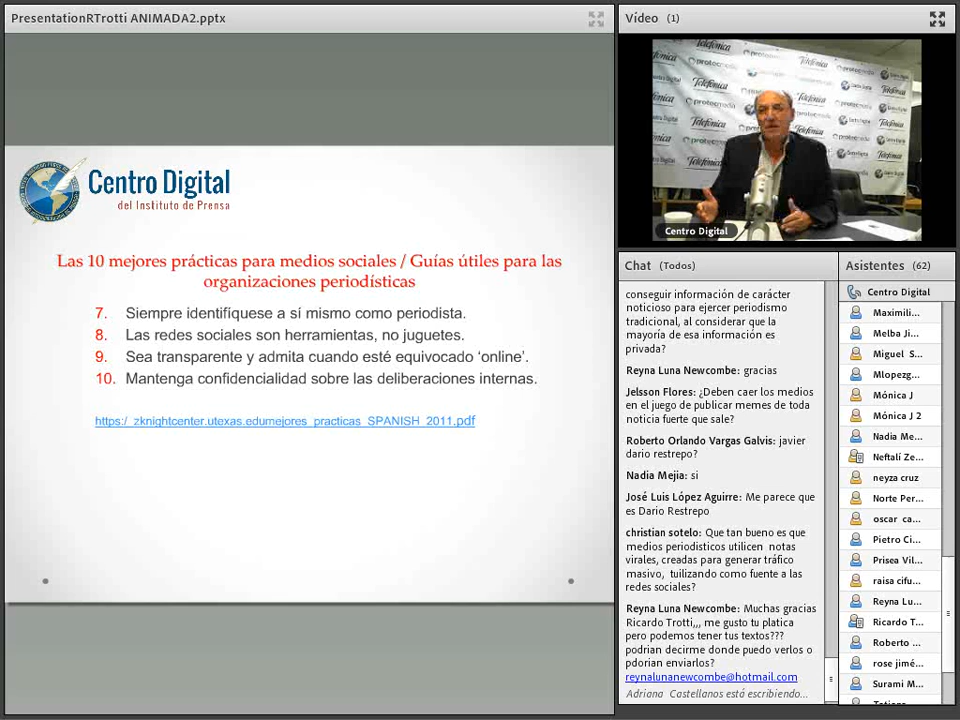 PresentationRTrotti ANIMADA2.pptx
Centro Digital
del Instituto de Prensa
Las 10 mejores prácticas para medios sociales / Guías útiles para las
organizaciones periodísticas
7. Siempre identifíquese a sí mismo como periodista.
8. Las redes sociales son herramientas, no juguetes.
9. Sea transparente y admita cuando esté equivocado ‘online’.
10. Mantenga confidencialidad sobre las deliberaciones internas.
https:/_zknightcenter.utexas.edumejores_practicas_SPANISH_2011.pdf
Vídeo (1)
Telefónica
protecmedia
Centro Digital
Chat (Todos)
conseguir información de carácter
noticioso para ejercer periodismo
tradicional, al considerar que la
mayoría de esa información es
privada?
Reyna Luna Newcombe: gracias
Jelsson Flores: ¿Deben caer los medios
en el juego de publicar memes de toda
noticia fuerte que sale?
Roberto Orlando Vargas Galvis: javier
dario restrepo?
Nadia Mejia: si
José Luis López Aguirre: Me parece que
es Dario Restrepo
christian sotelo: Que tan bueno es que
medios periodisticos utilicen notas
virales, creadas para generar tráfico
masivo, tuilizando como fuente a las
redes sociales?
Reyna Luna Newcombe: Muchas gracias
Ricardo Trotti,,, me gusto tu platica
pero podemos tener tus textos???
podrian decirme donde puedo verlos o
pdorian enviarlos?
reynalunanewcombe@hotmail.com
Adriana Castellanos está escribiendo...
Asistentes (62)
Centro Digital
Maximili...
Melba Ji...
Miguel S...
Mlopezg...
Mónica J
Mónica J 2
Nadia Me...
Neftalí Ze...
neyza cruz
Norte Per...
oscar ca...
Pietro Ci...
Prisea Vil...
raisa cifu...
Reyna Lu...
Ricardo T...
Roberto ...
rose jimé...
Surami M...